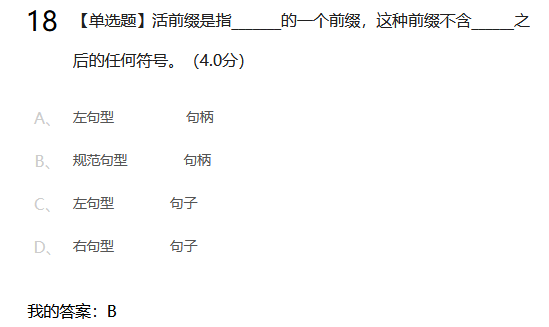 18 【单选题】活前缀是指______的一个前缀，这种前缀不含_____之
后的任何符号。（4.0分）
A、 左句型 句柄
B、 规范句型 句柄
C、 左句型 句子
D、 右句型 句子
我的答案：B